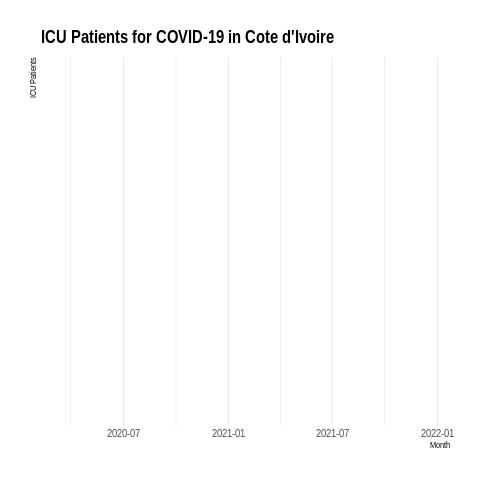 ICU Patients for COVID-19 in Cote d'Ivoire
ICU Patients
2020-07 2021-01 2021-07 2022-01
Month